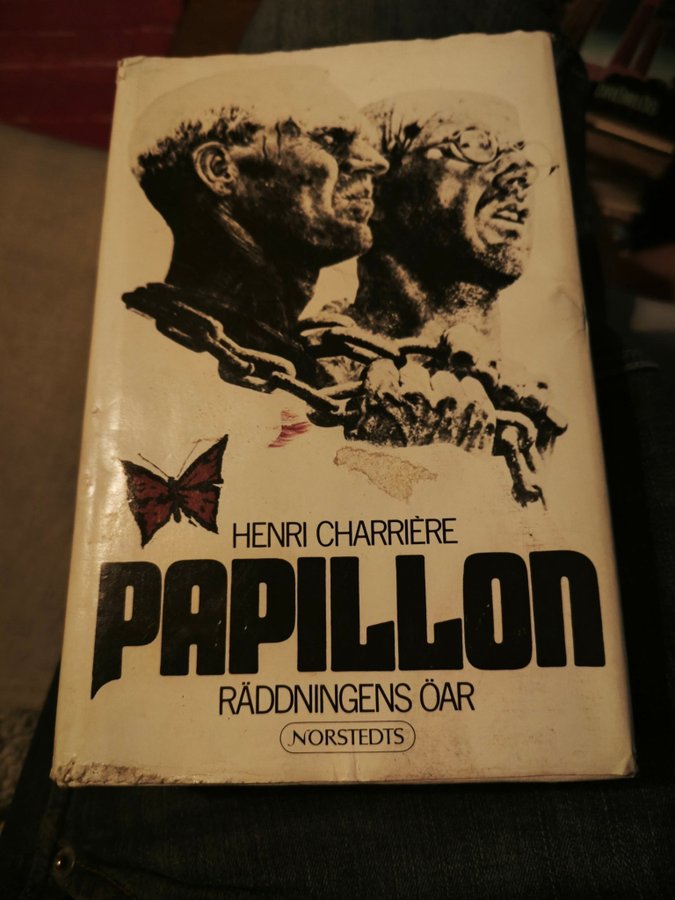 HENRI CHARRIÈRE
PAPILLON
RÄDDNINGENS ÖAR
NORSTEDTS